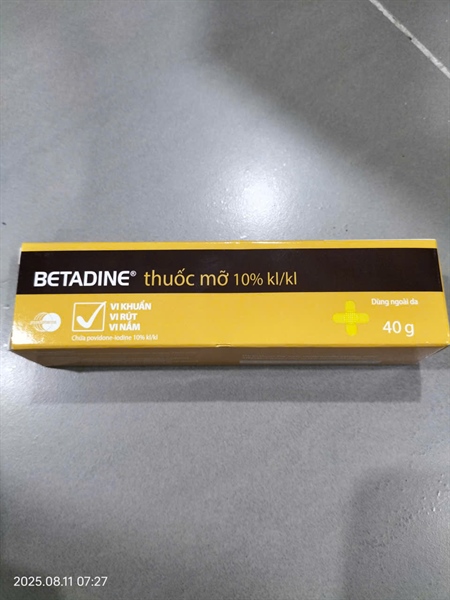 BETADINE® thuốc mỡ 10% kl/kl
VI KHUẨN
VI RÚT
VI NẤM
Chứa povidone-iodine 10% kl/kl
Dùng ngoài da
40 g
2025.08.11 07:27